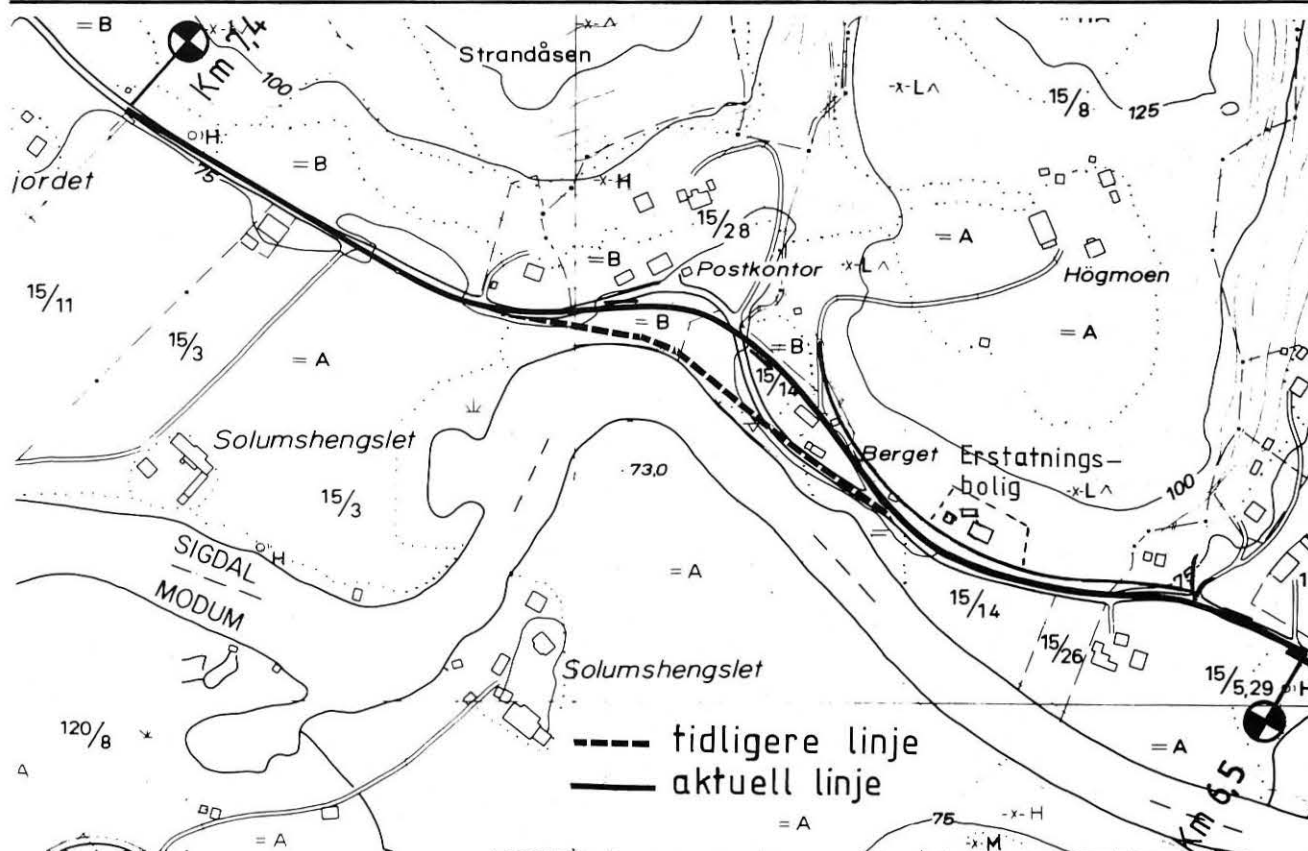 = B
-x-Λ
Km 7,4
100
Strandåsen
-x-L Λ
15/8
125
O'H
= B
jordet
75
-x-H
15/28
= B
Postkontor
-x-L Λ
= A
Högmoen
15/11
15/3
= A
= B
= B
15/14
= A
Solumshengslet
73,0
Berget
Erstatnings-
bolig
-x-L Λ
100
15/3
O'H
SIGDAL
MODUM
= A
15/14
75
15/26
Solumshengslet
15/5,29
O'H
120/8
tidligere linje
aktuell linje
= A
Km 6,5
A
= A
= A
75
-x-H
-x-M